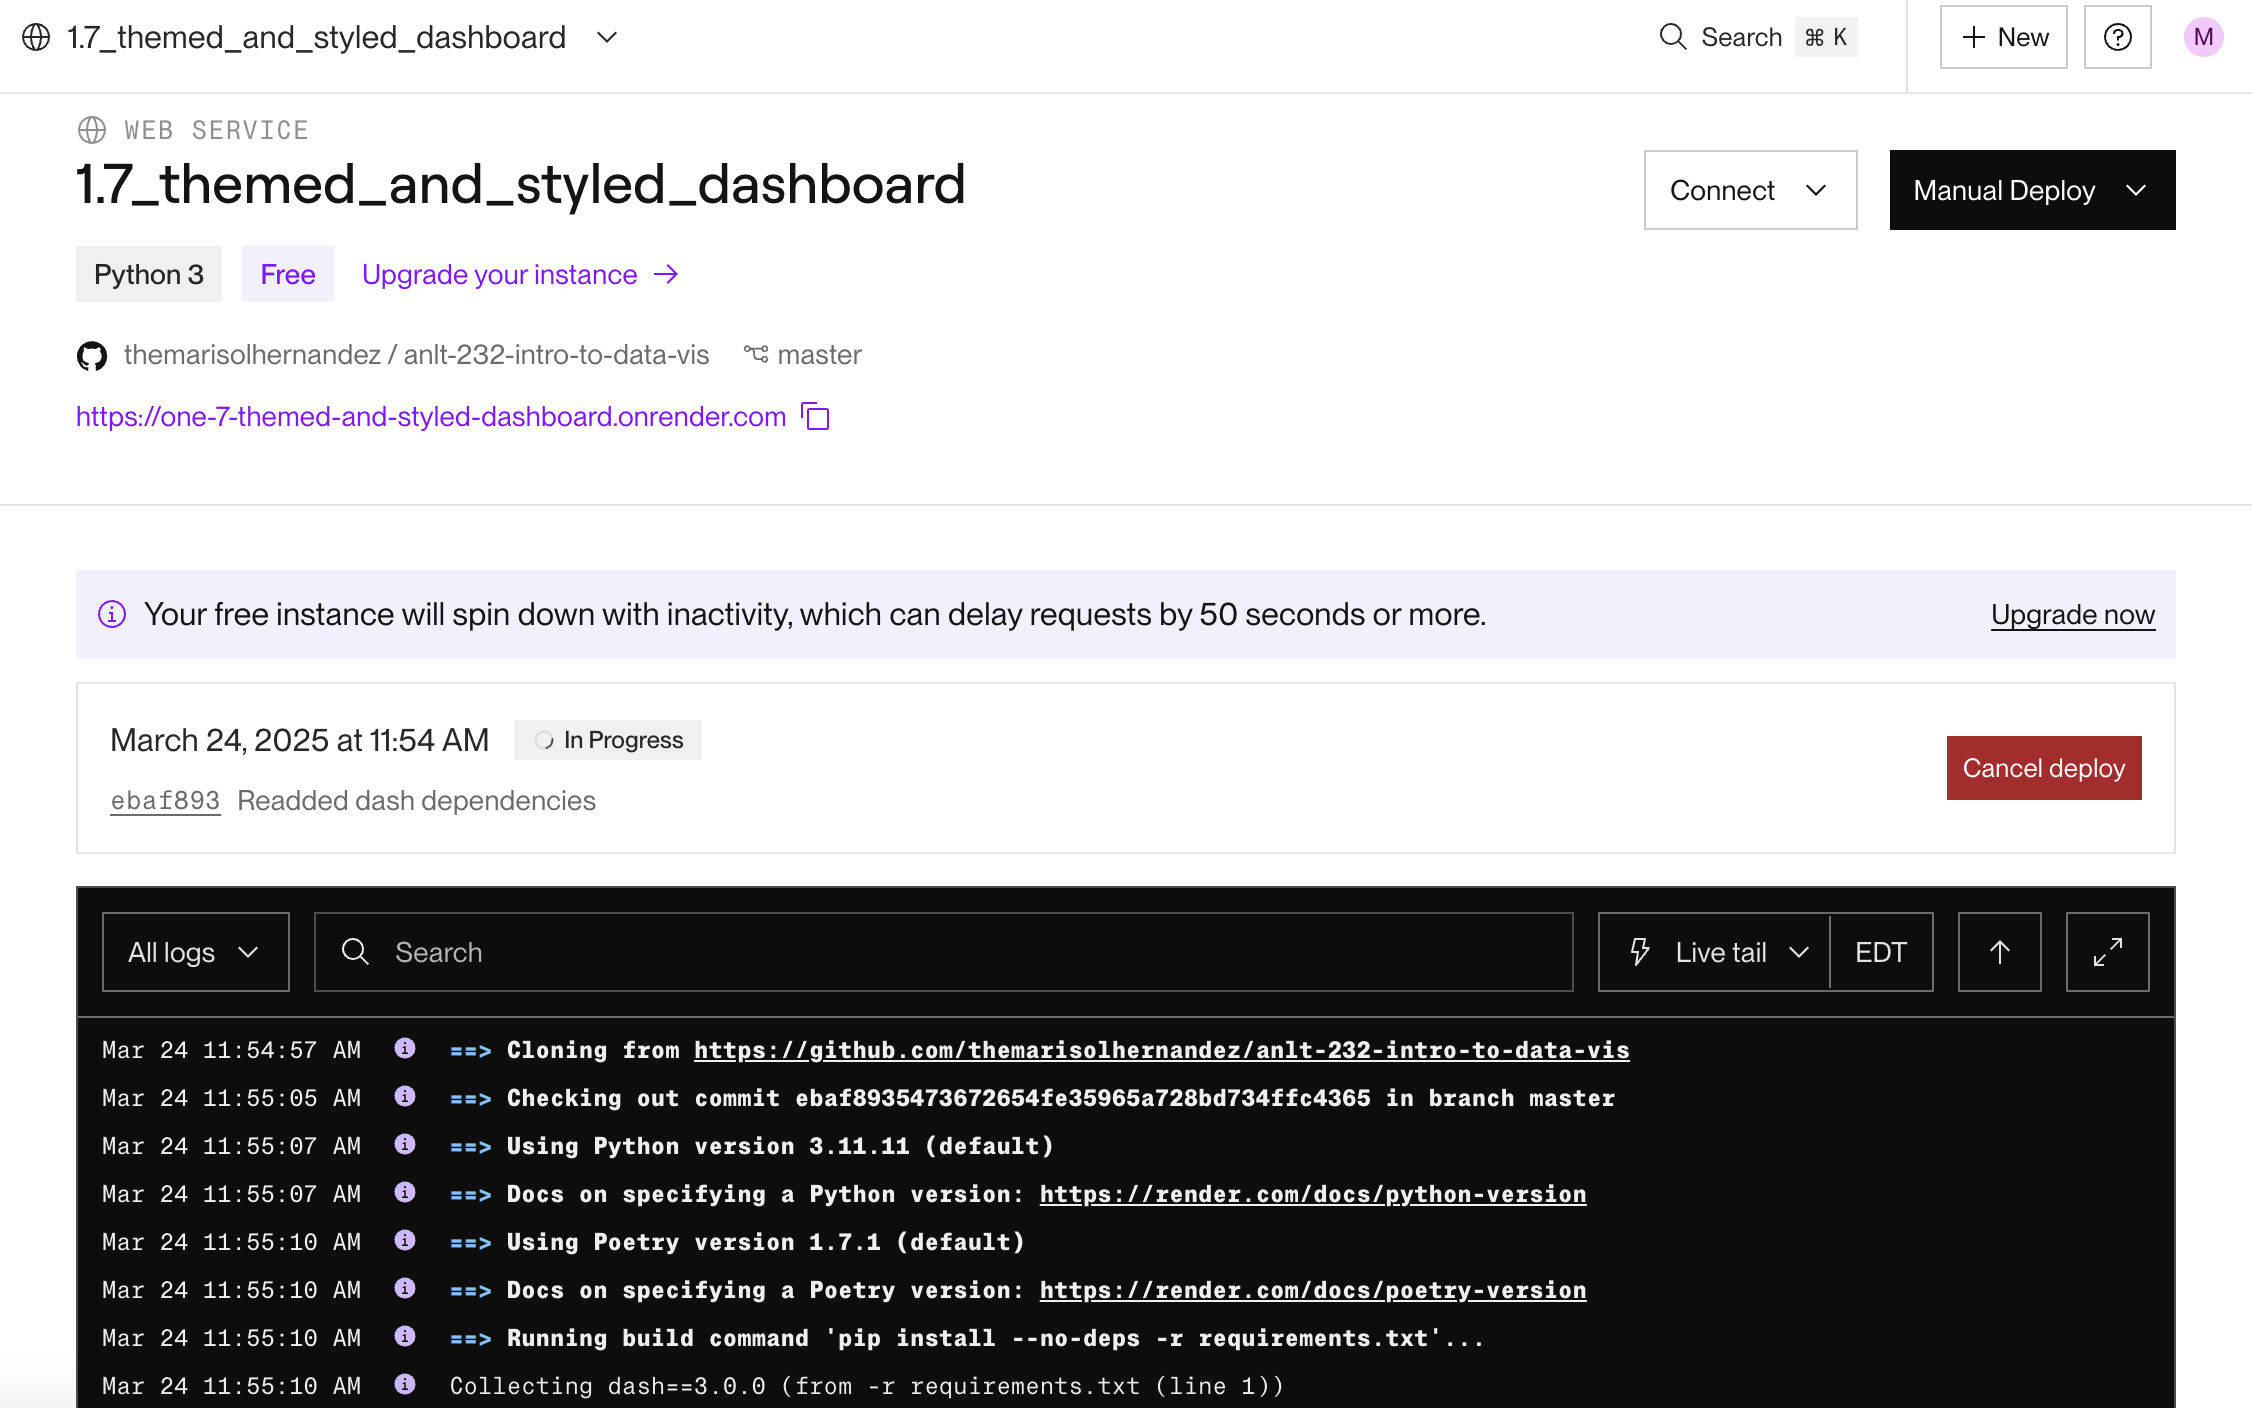 1.7_themed_and_styled_dashboard
Search ⌘ K
+ New
M
WEB SERVICE
1.7_themed_and_styled_dashboard
Connect
Manual Deploy
Python 3
Free
Upgrade your instance →
themarisolhernandez / anlt-232-intro-to-data-vis master
https://one-7-themed-and-styled-dashboard.onrender.com
Your free instance will spin down with inactivity, which can delay requests by 50 seconds or more.
Upgrade now
March 24, 2025 at 11:54 AM In Progress
Cancel deploy
ebaf893 Readded dash dependencies
All logs
Search
Live tail
EDT
Mar 24 11:54:57 AM ==> Cloning from https://github.com/themarisolhernandez/anlt-232-intro-to-data-vis
Mar 24 11:55:05 AM ==> Checking out commit ebaf8935473672654fe35965a728bd734ffc4365 in branch master
Mar 24 11:55:07 AM ==> Using Python version 3.11.11 (default)
Mar 24 11:55:07 AM ==> Docs on specifying a Python version: https://render.com/docs/python-version
Mar 24 11:55:10 AM ==> Using Poetry version 1.7.1 (default)
Mar 24 11:55:10 AM ==> Docs on specifying a Poetry version: https://render.com/docs/poetry-version
Mar 24 11:55:10 AM ==> Running build command 'pip install --no-deps -r requirements.txt'...
Mar 24 11:55:10 AM Collecting dash==3.0.0 (from -r requirements.txt (line 1))